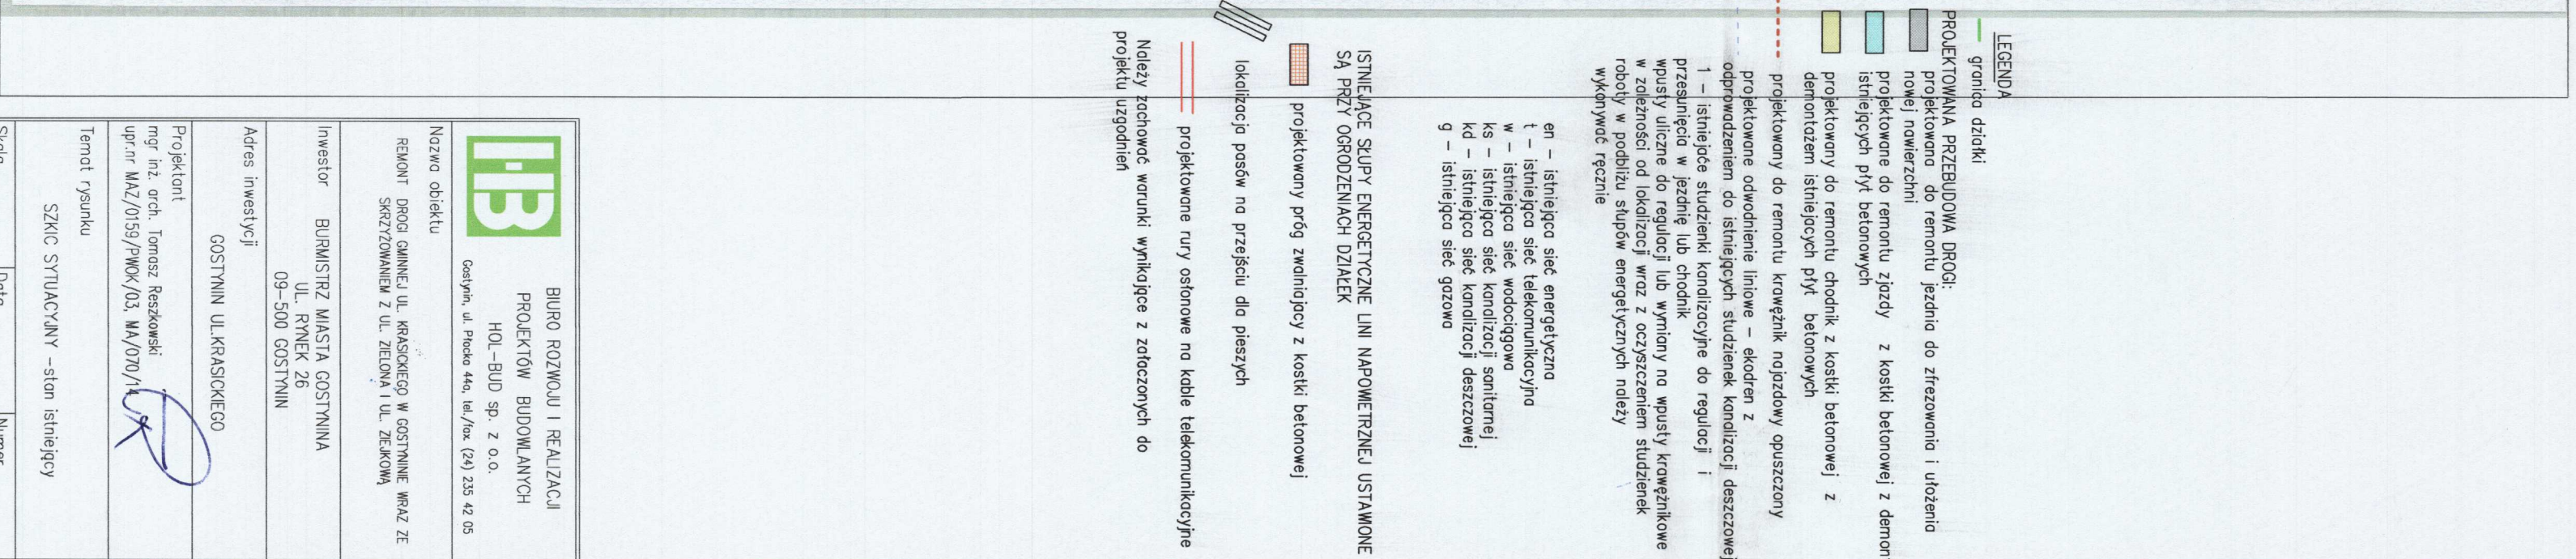 LEGENDA
granica działki
PROJEKTOWANA PRZEBUDOWA DROGI:
projektowana do remontu jezdnia do zfrezowania i ułożenia
nowej nawierzchni
projektowane do remontu zjazdy z kostki betonowej z demon
istniejących płyt betonowych
projektowany do remontu chodnik z kostki betonowej z
demontażem istniejacych płyt betonowych
projektowany do remontu krawężnik najazdowy opuszczony
projektowane odwodnienie liniowe – ekodren z
odprowadzeniem do istniejących studzienek kanalizacji deszczowej
1 – istniejące studzienki kanalizacyjne do regulacji i
przesunięcia w jezdnię lub chodnik
wpusty uliczne do regulacji lub wymiany na wpusty krawężnikowe
w zależności od lokalizacji wraz z oczyszczeniem studzienek
roboty w podbliżu słupów energetycznych należy
wykonywać ręcznie
en – istniejąca sieć energetyczna
t – istniejąca sieć telekomunikacyjna
w – istniejąca sieć wodociągowa
ks – istniejąca sieć kanalizacji sanitarnej
kd – istniejąca sieć kanalizacji deszczowej
g – istniejąca sieć gazowa
ISTNIEJĄCE SŁUPY ENERGETYCZNE LINI NAPOWIETRZNEJ USTAWIONE
SĄ PRZY OGRODZENIACH DZIAŁEK
projektowany próg zwalniający z kostki betonowej
lokalizacja pasów na przejściu dla pieszych
projektowane rury osłonowe na kable telekomunikacyjne
Należy zachować warunki wynikające z załączonych do
projektu uzgodnień
I-HB
BIURO ROZWOJU I REALIZACJI
PROJEKTÓW BUDOWLANYCH
HOL–BUD sp. z o.o.
Gostynin, ul. Płocka 44a, tel./fax (24) 235 42 05
Nazwa obiektu
REMONT DROGI GMINNEJ UL. KRASICKIEGO W GOSTYNINIE WRAZ ZE
SKRZYŻOWANIEM Z UL. ZIELONA I UL. ZIEJKOWĄ
Inwestor BURMISTRZ MIASTA GOSTYNINA
UL. RYNEK 26
09–500 GOSTYNIN
Adres inwestycji
GOSTYNIN UL.KRASICKIEGO
Projektant
mgr inż. arch. Tomasz Reszkowski
upr.nr MAZ/0159/PWOK/03, MA/070/14
Temat rysunku
SZKIC SYTUACYJNY –stan istniejący
Skala Data Numer